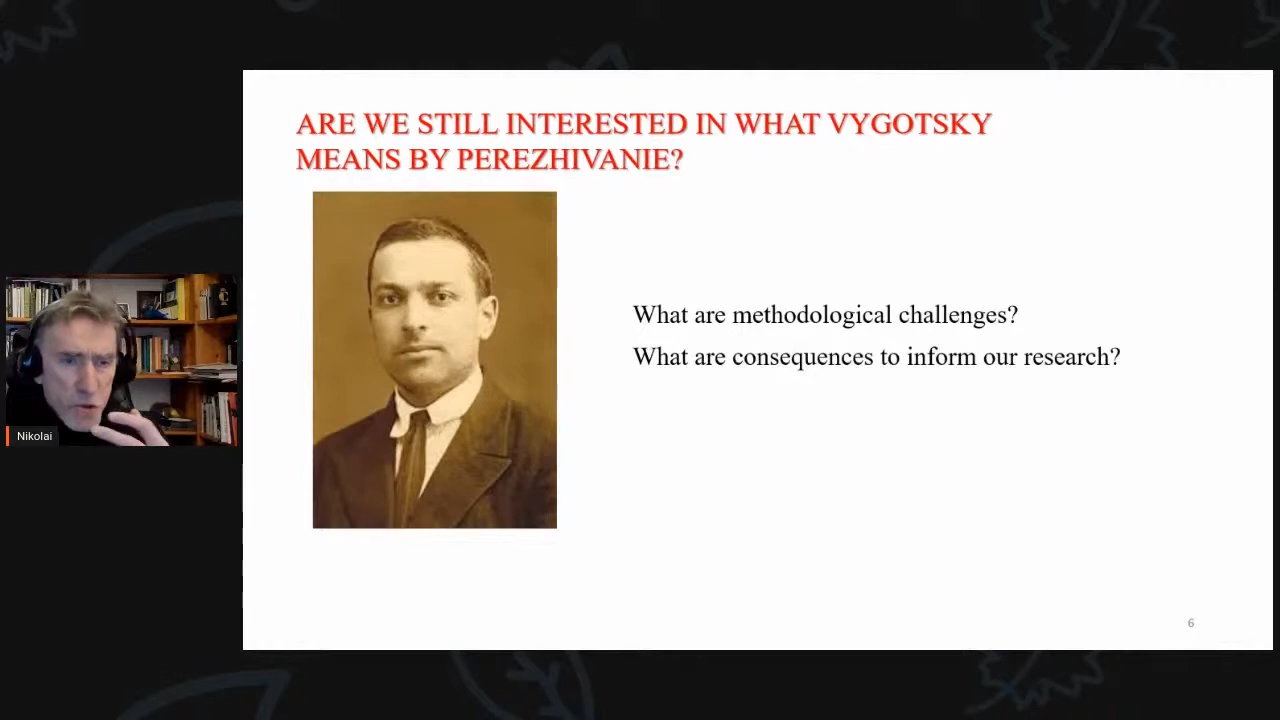 ARE WE STILL INTERESTED IN WHAT VYGOTSKY
MEANS BY PEREZHIVANIE?
What are methodological challenges?
What are consequences to inform our research?
Nikolai
6